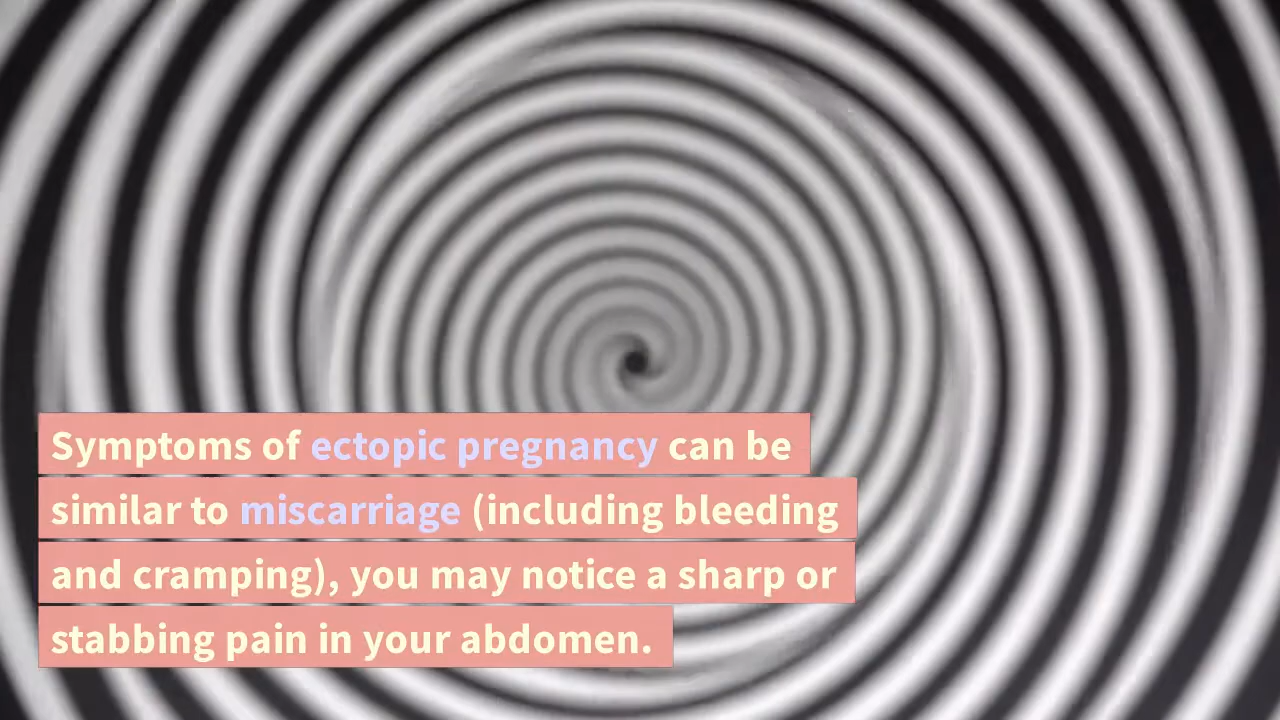 Symptoms of ectopic pregnancy can be
similar to miscarriage (including bleeding
and cramping), you may notice a sharp or
stabbing pain in your abdomen.